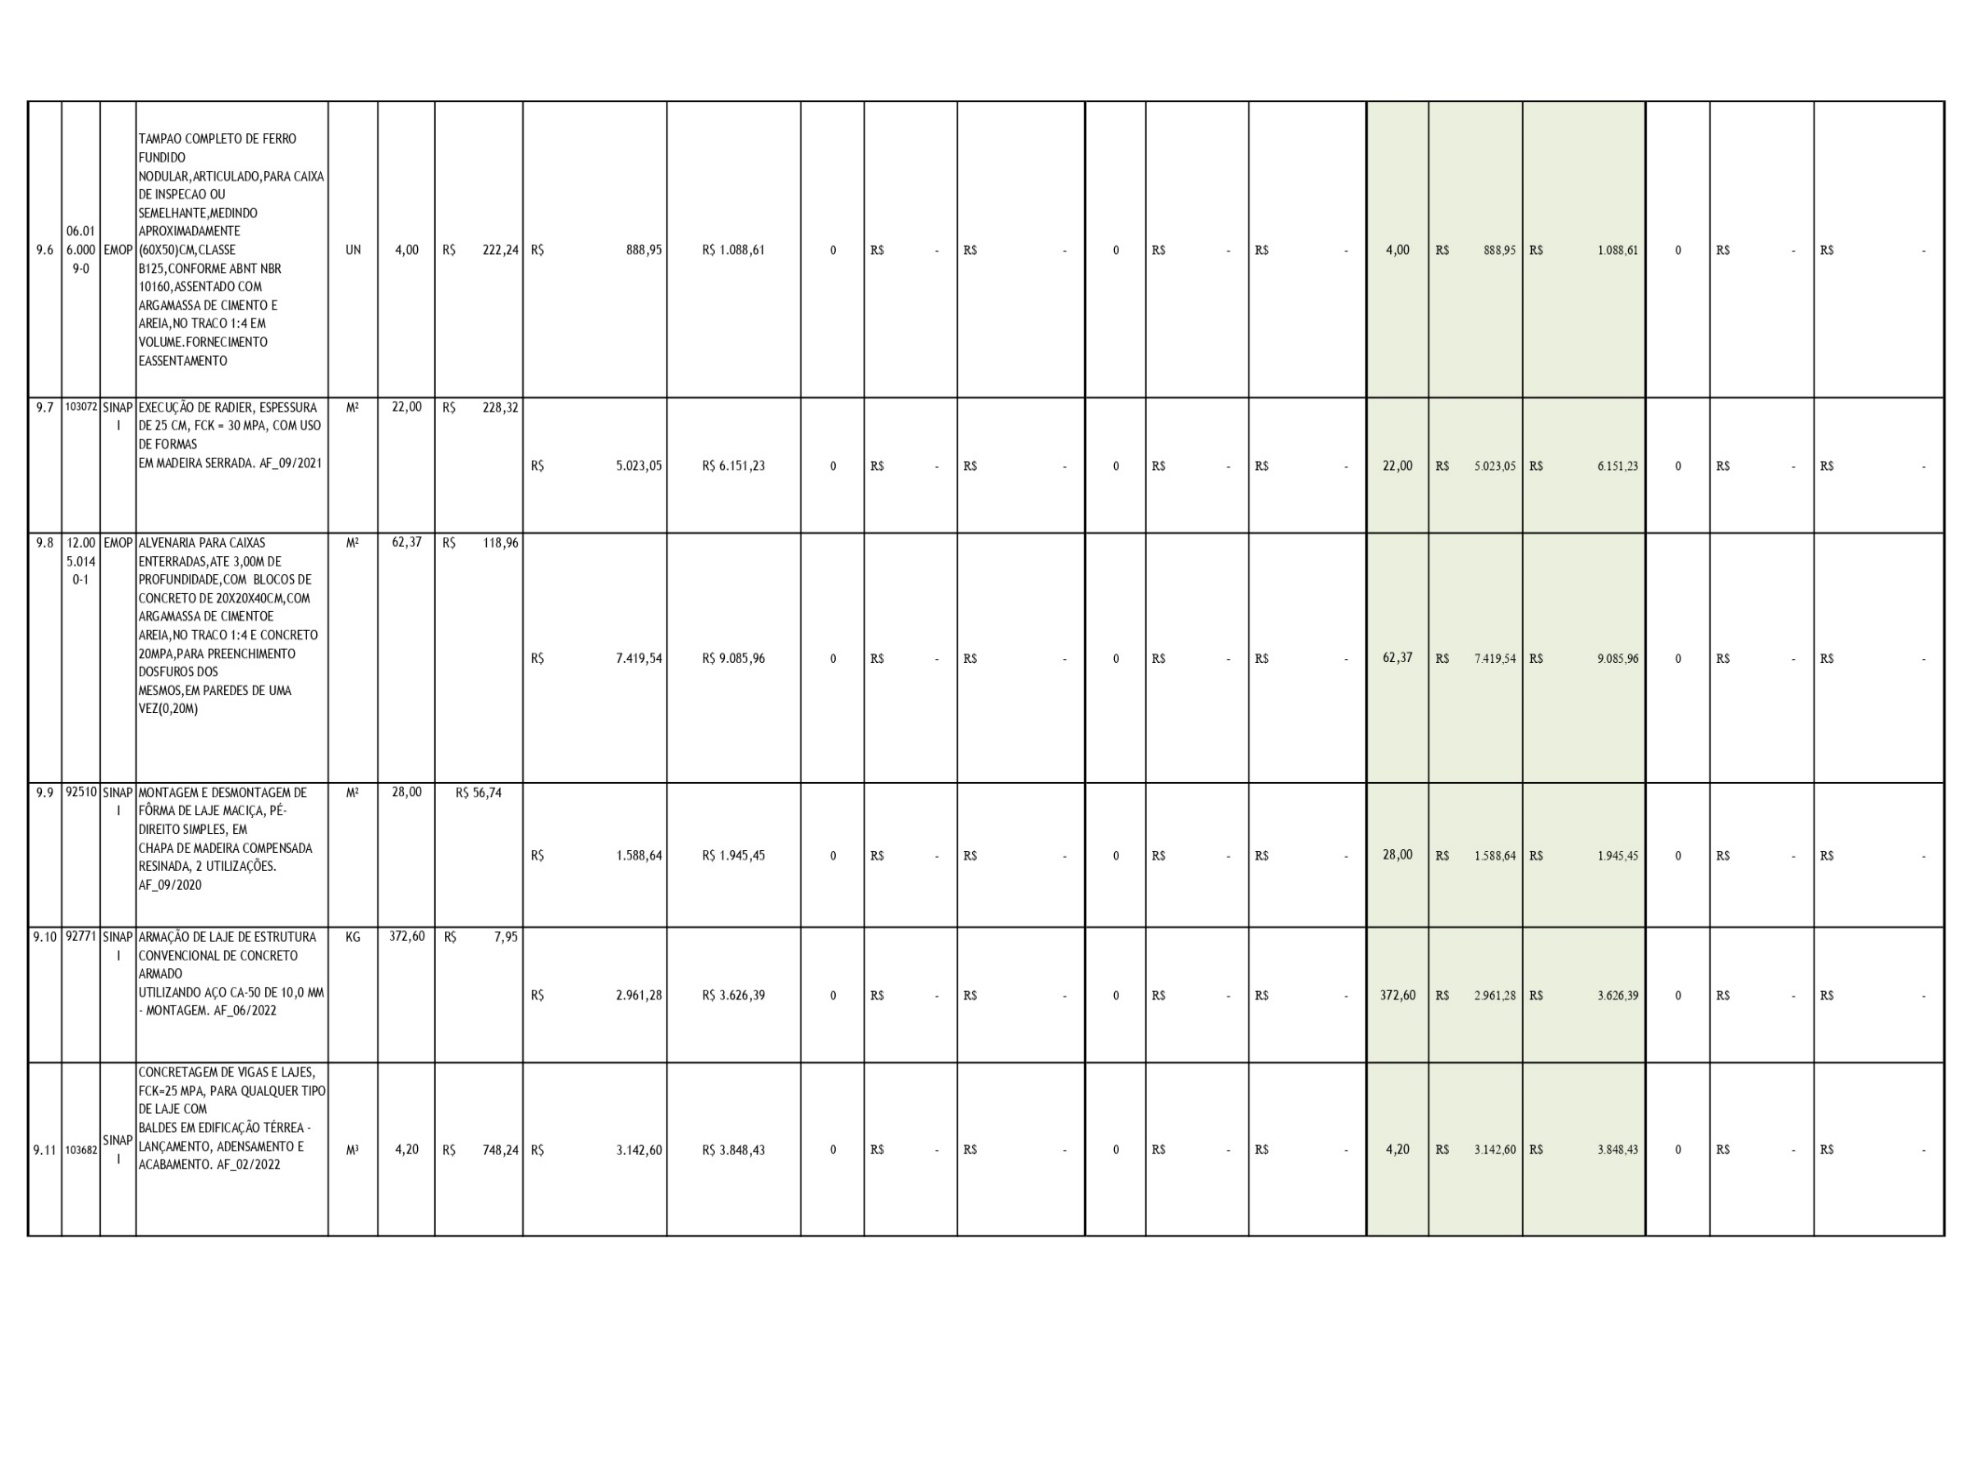 TAMPAO COMPLETO DE FERRO
FUNDIDO
NODULAR,ARTICULADO,PARA CAIXA
DE INSPECAO OU
SEMELHANTE,MEDINDO
06.01 APROXIMADAMENTE
9.6 6.000 EMOP (60X50)CM,CLASSE UN 4,00 R$ 222,24 R$ 888,95 R$ 1.088,61 0 R$ - R$ - 0 R$ - R$ - 4,00 R$ 888,95 R$ 1.088,61 0 R$ - R$ -
9-0 B125,CONFORME ABNT NBR
10160,ASSENTADO COM
ARGAMASSA DE CIMENTO E
AREIA,NO TRACO 1:4 EM
VOLUME.FORNECIMENTO
EASSENTAMENTO
9.7 103072 SINAP EXECUÇÃO DE RADIER, ESPESSURA M² 22,00 R$ 228,32
I DE 25 CM, FCK = 30 MPA, COM USO
DE FORMAS
EM MADEIRA SERRADA. AF_09/2021
R$ 5.023,05 R$ 6.151,23 0 R$ - R$ - 0 R$ - R$ - 22,00 R$ 5.023,05 R$ 6.151,23 0 R$ - R$ -
9.8 12.00 EMOP ALVENARIA PARA CAIXAS M² 62,37 R$ 118,96
5.014 ENTERRADAS,ATE 3,00M DE
0-1 PROFUNDIDADE,COM BLOCOS DE
CONCRETO DE 20X20X40CM,COM
ARGAMASSA DE CIMENTOE
AREIA,NO TRACO 1:4 E CONCRETO
20MPA,PARA PREENCHIMENTO
R$ 7.419,54 R$ 9.085,96 0 R$ - R$ - 0 R$ - R$ - 62,37 R$ 7.419,54 R$ 9.085,96 0 R$ - R$ -
DOSFUROS DOS
MESMOS,EM PAREDES DE UMA
VEZ(0,20M)
9.9 92510 SINAP MONTAGEM E DESMONTAGEM DE M² 28,00 R$ 56,74
I FÔRMA DE LAJE MACIÇA, PÉ-
DIREITO SIMPLES, EM
CHAPA DE MADEIRA COMPENSADA
R$ 1.588,64 R$ 1.945,45 0 R$ - R$ - 0 R$ - R$ - 28,00 R$ 1.588,64 R$ 1.945,45 0 R$ - R$ -
RESINADA, 2 UTILIZAÇÕES.
AF_09/2020
9.10 92771 SINAP ARMAÇÃO DE LAJE DE ESTRUTURA KG 372,60 R$ 7,95
I CONVENCIONAL DE CONCRETO
ARMADO
UTILIZANDO AÇO CA-50 DE 10,0 MM
R$ 2.961,28 R$ 3.626,39 0 R$ - R$ - 0 R$ - R$ - 372,60 R$ 2.961,28 R$ 3.626,39 0 R$ - R$ -
- MONTAGEM. AF_06/2022
CONCRETAGEM DE VIGAS E LAJES,
FCK=25 MPA, PARA QUALQUER TIPO
DE LAJE COM
BALDES EM EDIFICAÇÃO TÉRREA -
SINAP LANÇAMENTO, ADENSAMENTO E
9.11 103682 M³ 4,20 R$ 748,24 R$ 3.142,60 R$ 3.848,43 0 R$ - R$ - 0 R$ - R$ - 4,20 R$ 3.142,60 R$ 3.848,43 0 R$ - R$ -
I ACABAMENTO. AF_02/2022